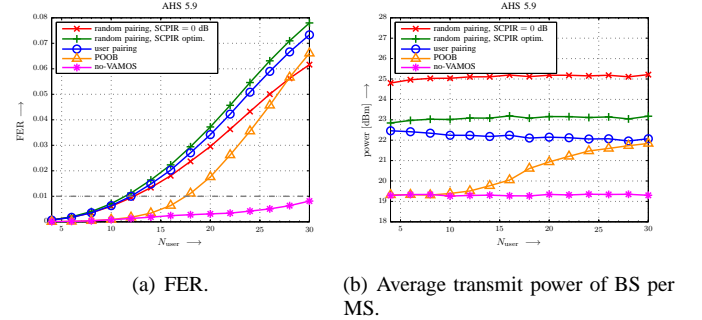 AHS 5.9
0.08
0.07
0.06
0.05
0.04
0.03
0.02
0.01
0.0
FER →
random pairing, SCPIR = 0 dB
random pairing, SCPIR optim.
user pairing
POOB
no-VAMOS
5 10 15 20 25 30
N_user →
(a) FER.
AHS 5.9
28
27
26
25
24
23
22
21
20
19
18
power [dBm] →
random pairing, SCPIR = 0 dB
random pairing, SCPIR optim.
user pairing
POOB
no-VAMOS
5 10 15 20 25 30
N_user →
(b) Average transmit power of BS per
MS.